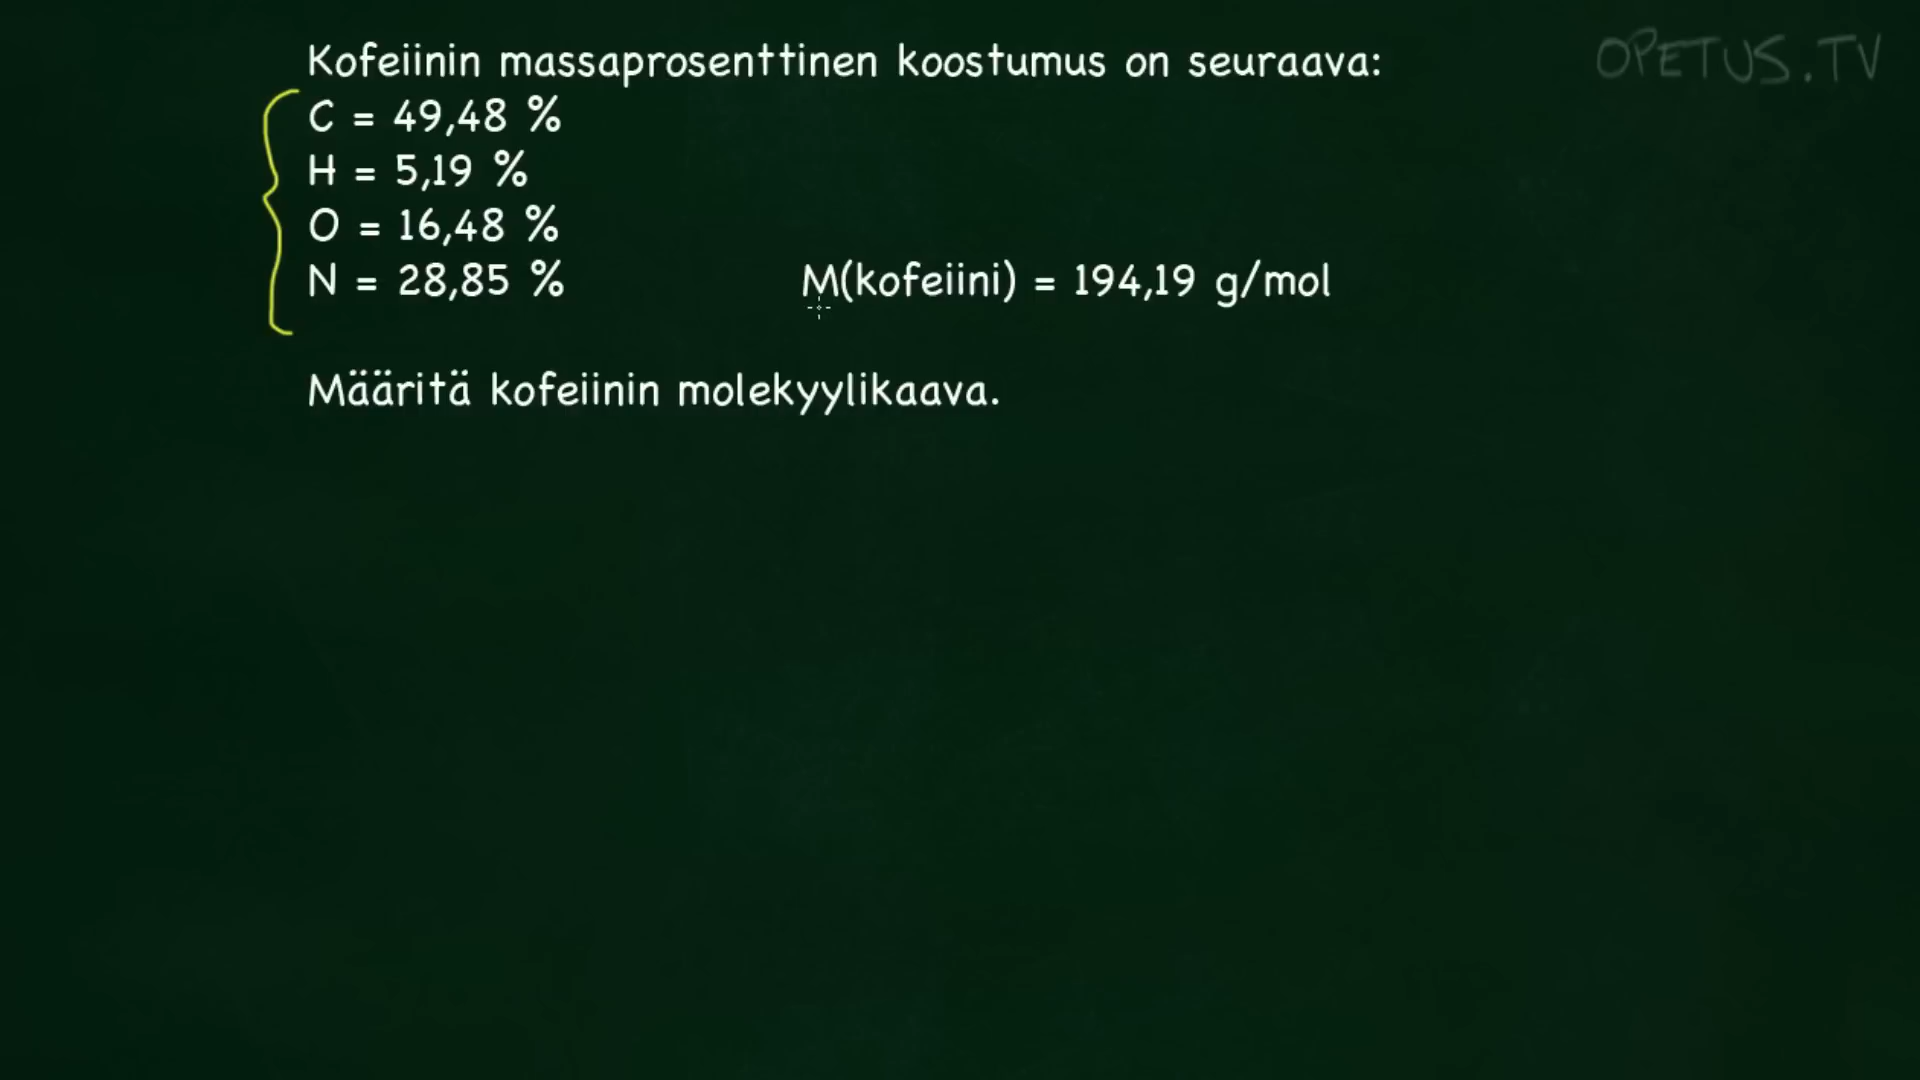 Kofeiinin massaprosenttinen koostumus on seuraava:
OPETUS.TV
C = 49,48 %
H = 5,19 %
O = 16,48 %
N = 28,85 %
M(kofeiini) = 194,19 g/mol
Määritä kofeiinin molekyylikaava.